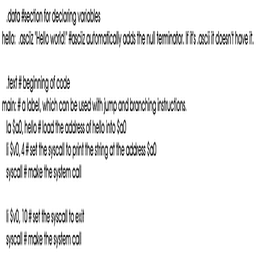 .data #section for declaring variables
hello: .asciiz "Hello world!" #asciiz automatically adds the null terminator. If it's .ascii it doesn't have it.
.text # beginning of code
main: # a label, which can be used with jump and branching instructions.
la $a0, hello # load the address of hello into $a0
li $v0, 4 # set the syscall to print the string at the address $a0
syscall # make the system call
li $v0, 10 # set the syscall to exit
syscall # make the system call